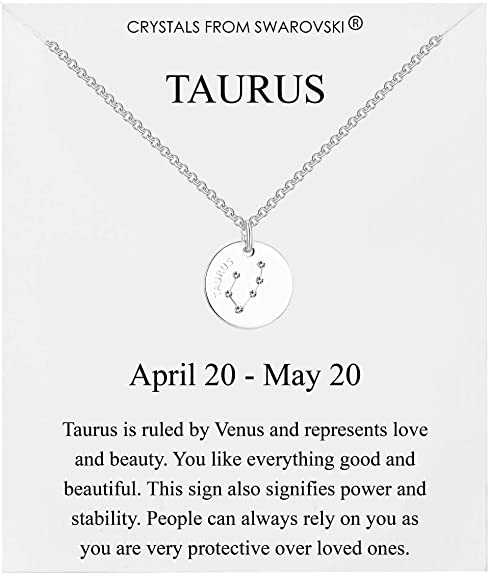 CRYSTALS FROM SWAROVSKI®
TAURUS
TAURUS
April 20 - May 20
Taurus is ruled by Venus and represents love
and beauty. You like everything good and
beautiful. This sign also signifies power and
stability. People can always rely on you as
you are very protective over loved ones.